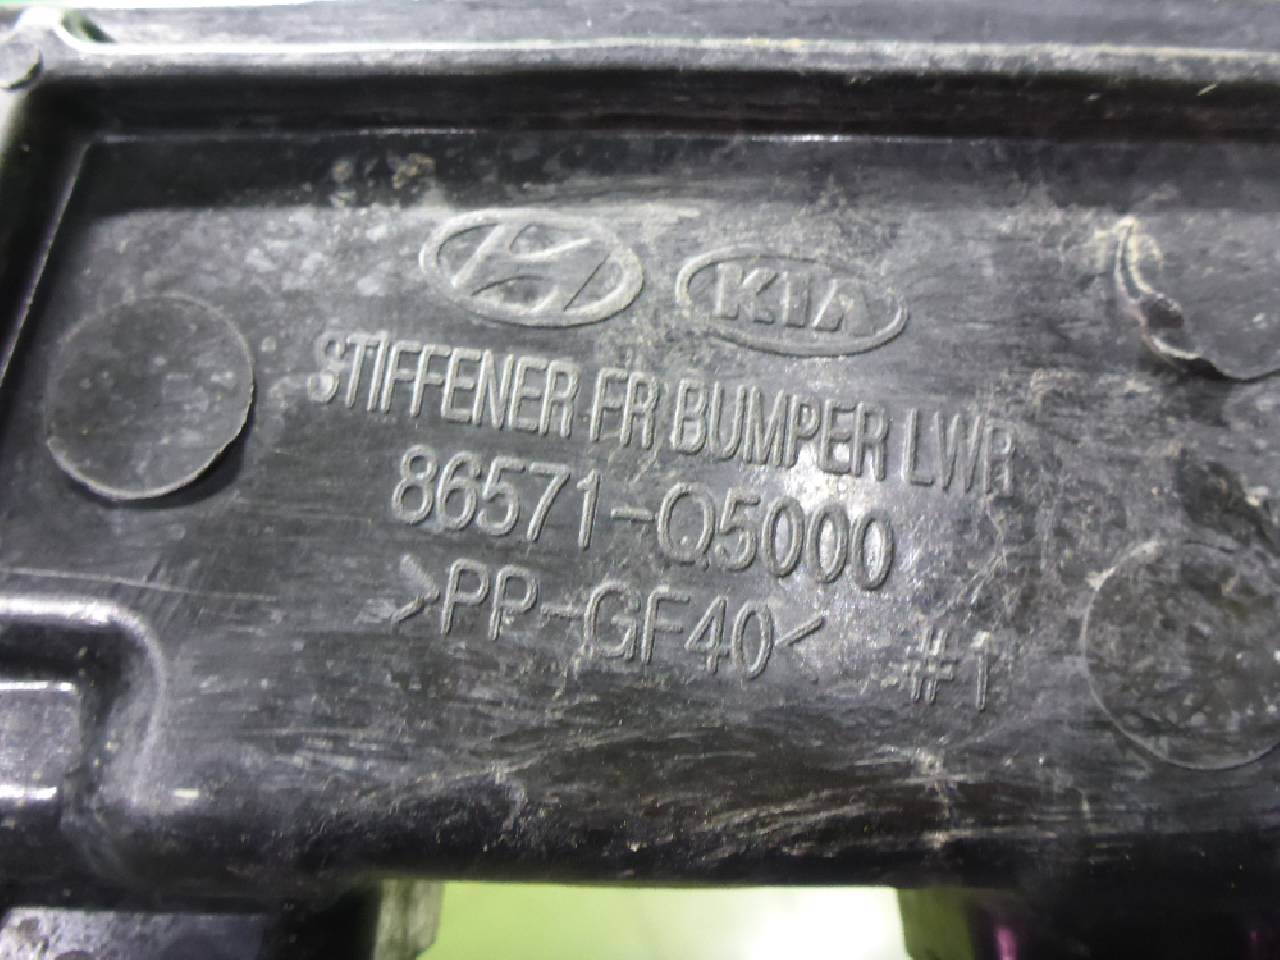 KIA
STIFFENER FR BUMPER LWR
86571-Q5000
>PP-GF40< #1